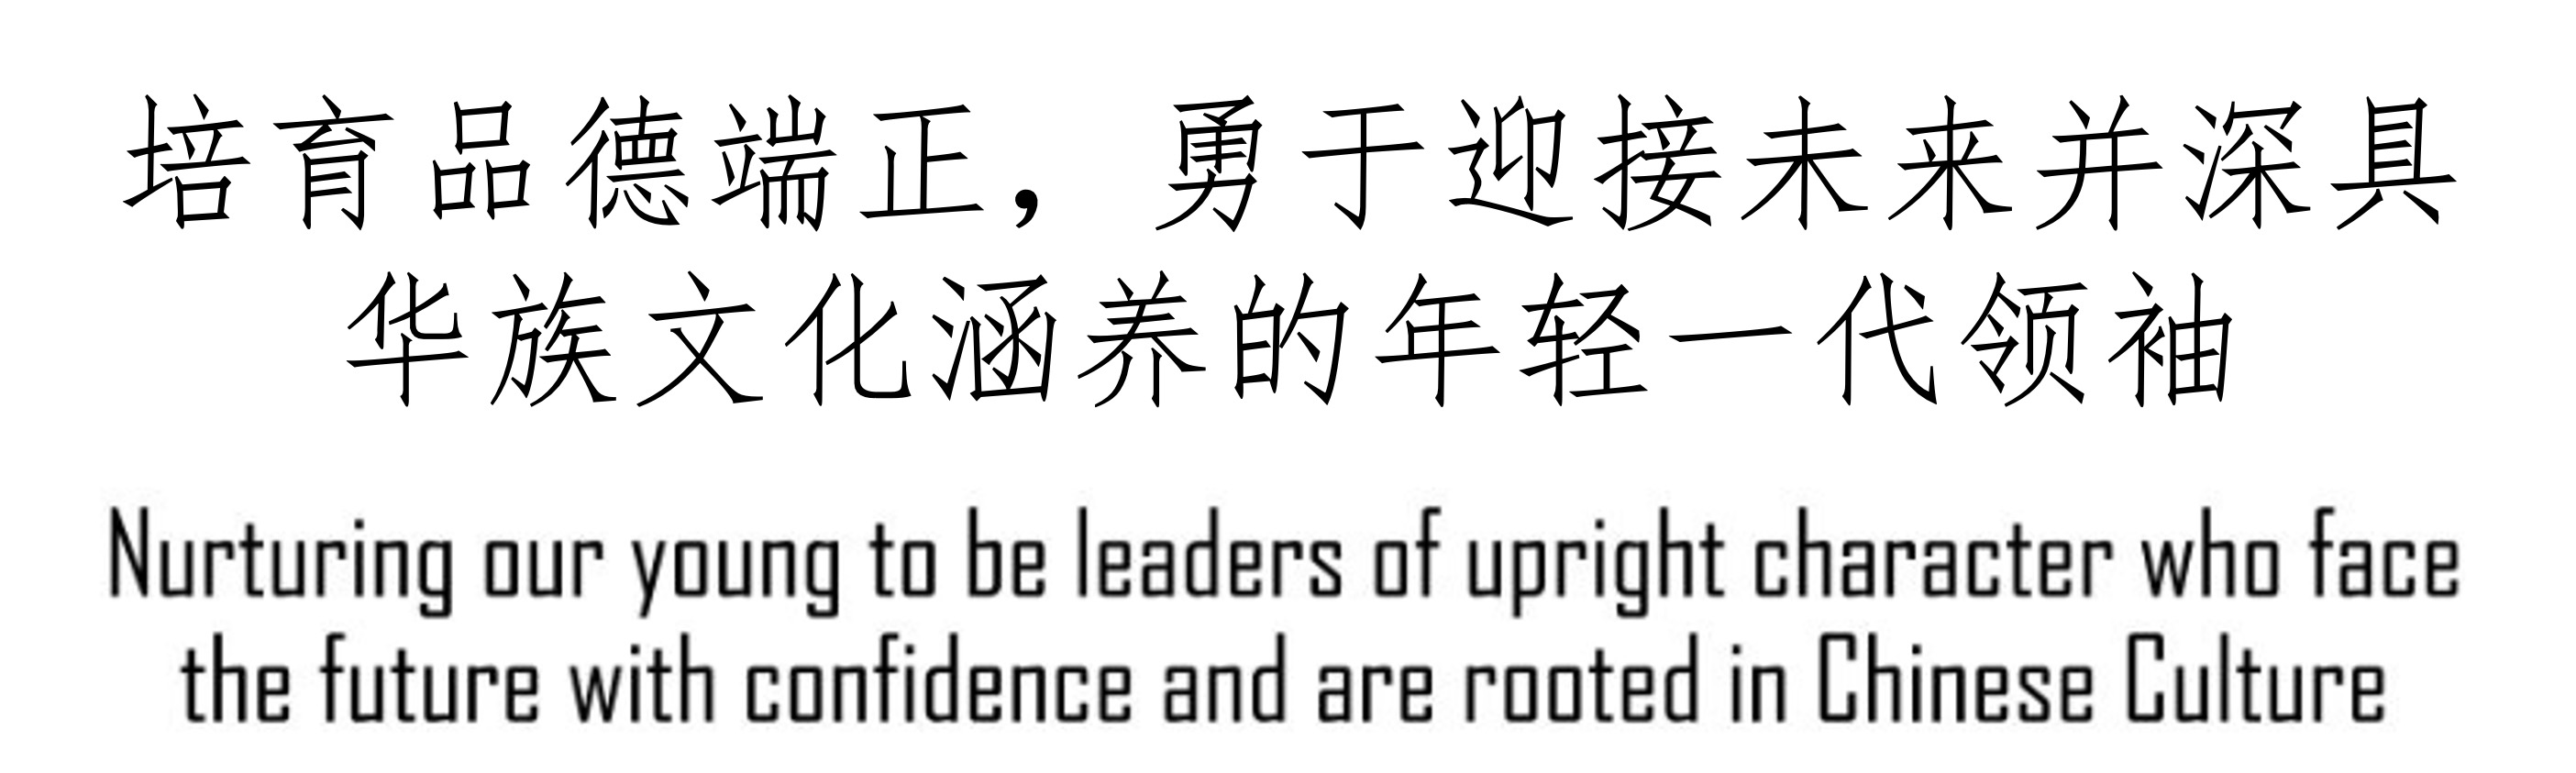 培育品德端正，勇于迎接未来并深具
华族文化涵养的年轻一代领袖
Nurturing our young to be leaders of upright character who face
the future with confidence and are rooted in Chinese Culture